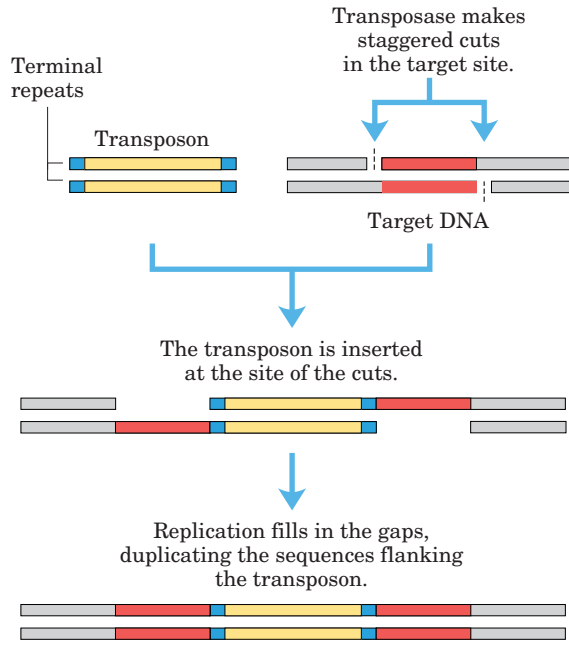 Transposase makes
staggered cuts
in the target site.
Terminal
repeats
Transposon
Target DNA
The transposon is inserted
at the site of the cuts.
Replication fills in the gaps,
duplicating the sequences flanking
the transposon.